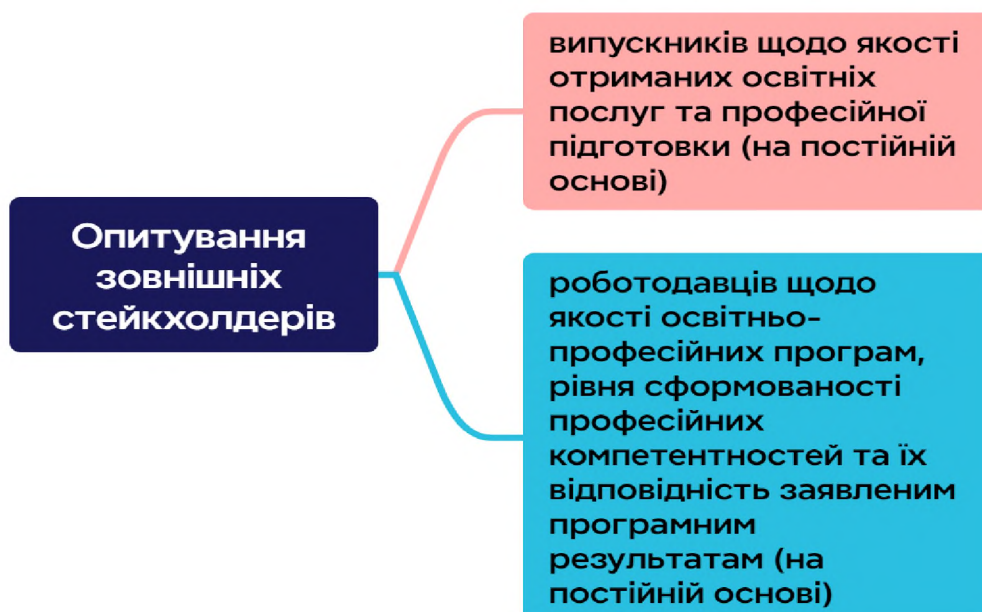 Опитування
зовнішніх
стейкхолдерів
випускників щодо якості
отриманих освітніх
послуг та професійної
підготовки (на постійній
основі)
роботодавців щодо
якості освітньо-
професійних програм,
рівня сформованості
професійних
компетентностей та їх
відповідність заявленим
програмним
результатам (на
постійній основі)